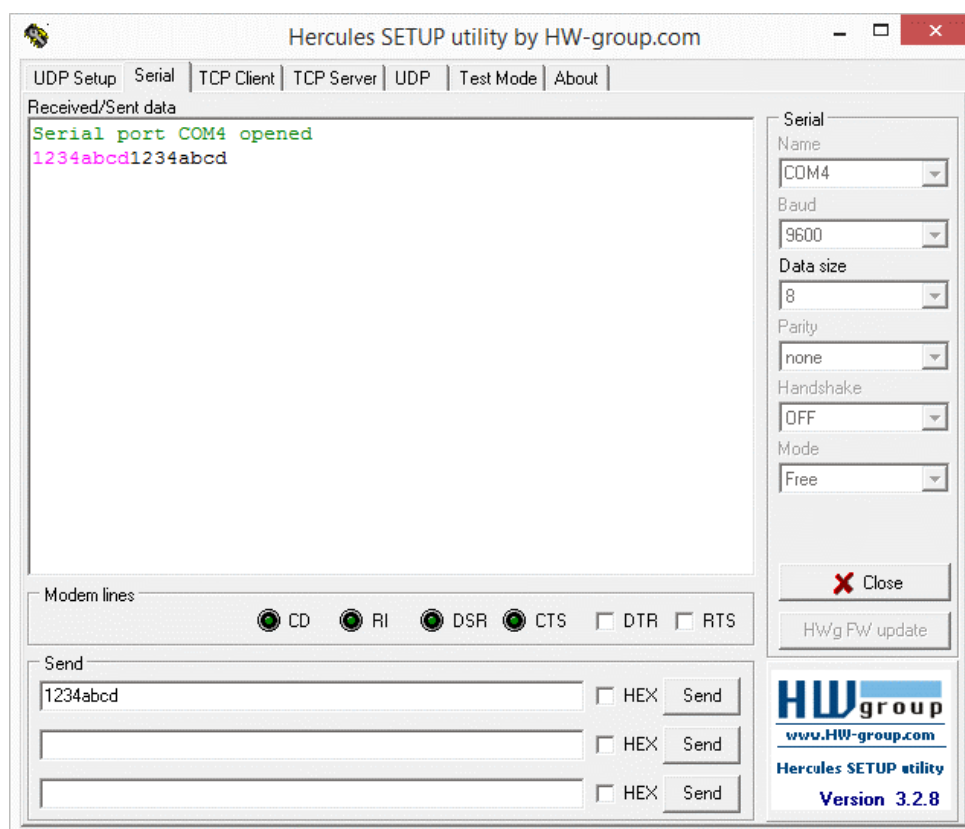 Hercules SETUP utility by HW-group.com
UDP Setup Serial TCP Client TCP Server UDP Test Mode About
Received/Sent data
Serial port COM4 opened
1234abcd1234abcd
Serial
Name
COM4
Baud
9600
Data size
8
Parity
none
Handshake
OFF
Mode
Free
Close
HWg FW update
Modem lines
CD RI DSR CTS DTR RTS
Send
1234abcd HEX Send
HEX Send
HEX Send
HW group
www.HW-group.com
Hercules SETUP utility
Version 3.2.8